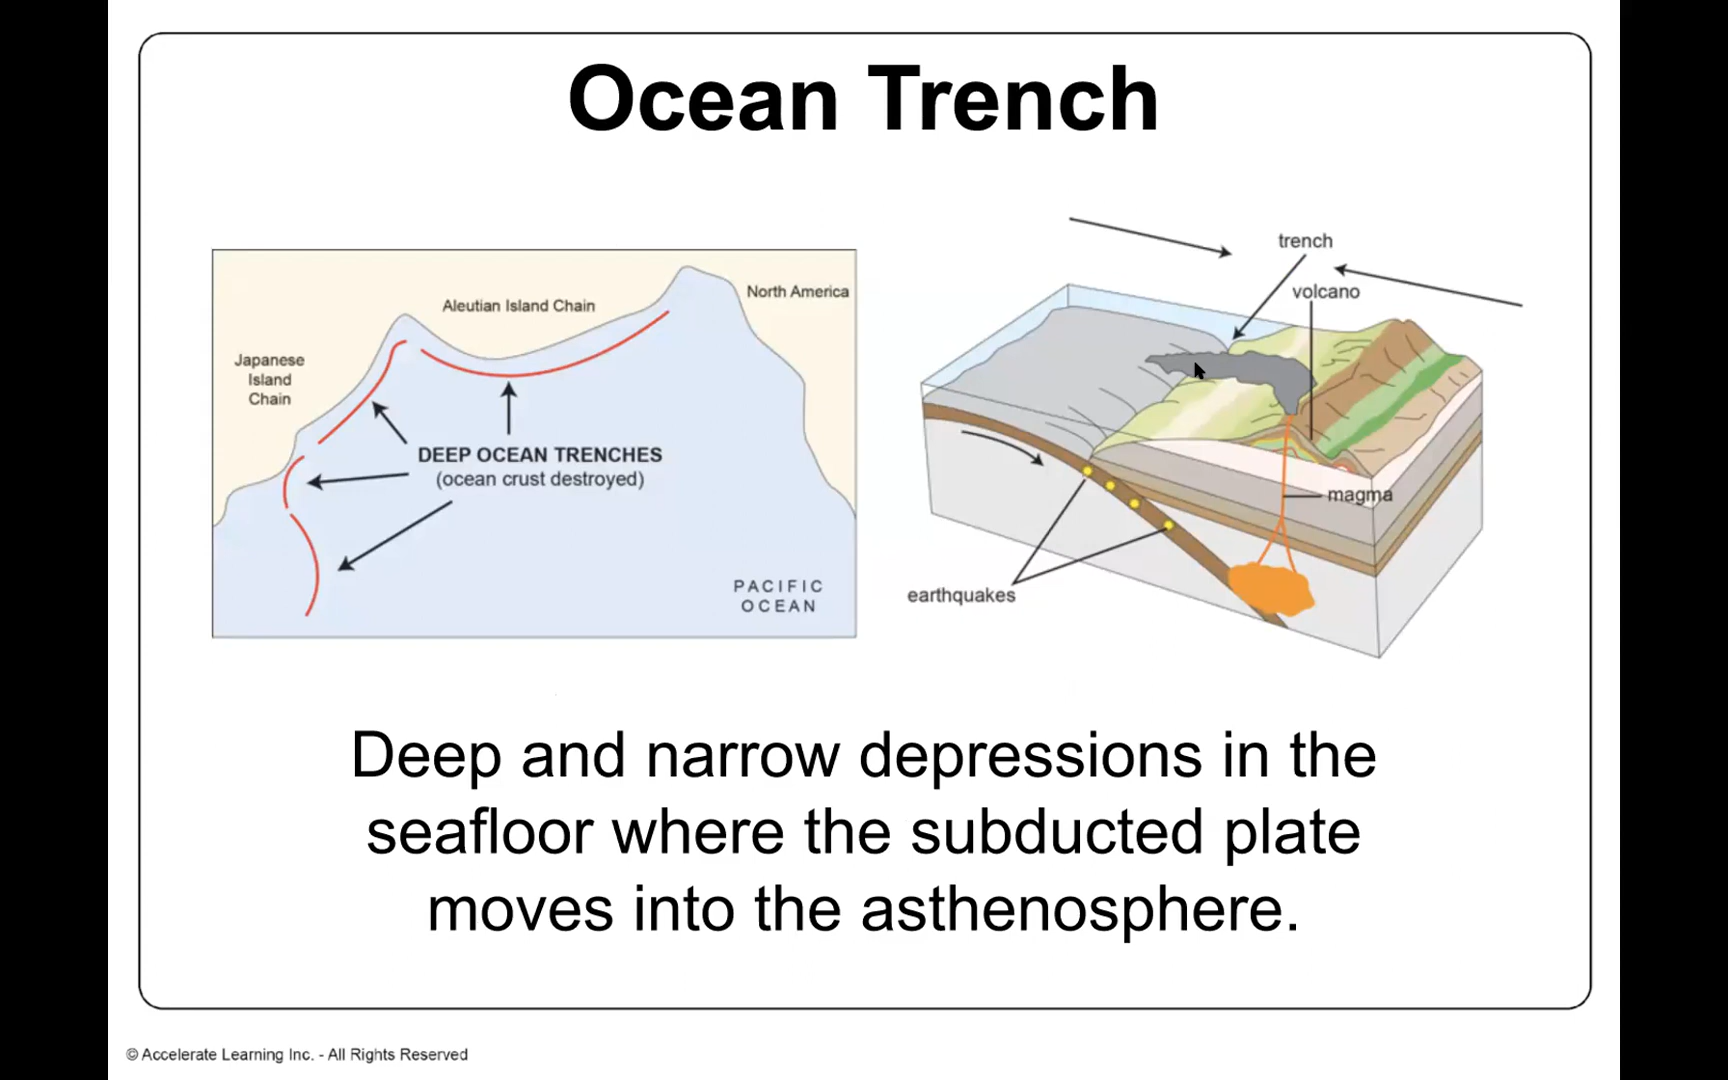 Ocean Trench
Aleutian Island Chain
North America
Japanese
Island
Chain
DEEP OCEAN TRENCHES
(ocean crust destroyed)
PACIFIC
OCEAN
trench
volcano
magma
earthquakes
Deep and narrow depressions in the
seafloor where the subducted plate
moves into the asthenosphere.
© Accelerate Learning Inc. - All Rights Reserved